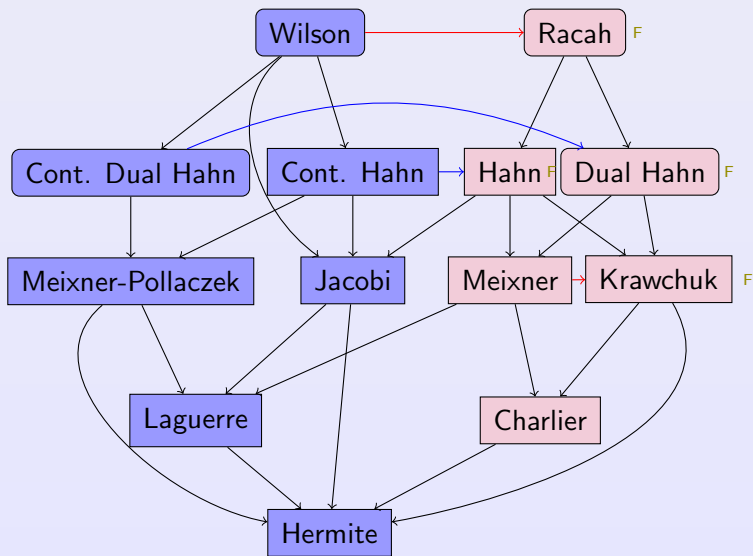 Wilson
Racah F
Cont. Dual Hahn
Cont. Hahn
Hahn F
Dual Hahn F
Meixner-Pollaczek
Jacobi
Meixner
Krawchuk F
Laguerre
Charlier
Hermite